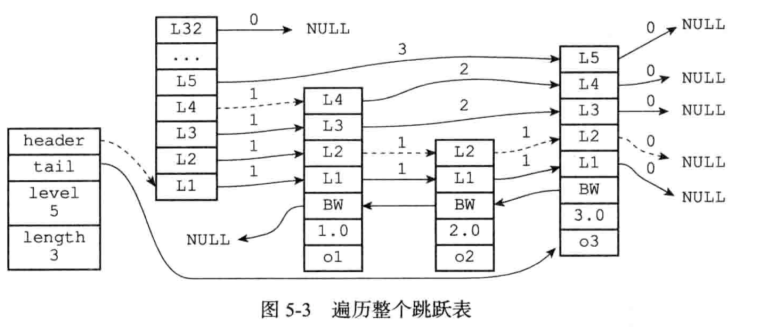 L32
0
NULL
...
L5
3
L4
1
L3
1
L2
1
L1
1
header
tail
level
5
length
3
NULL
L4
2
L3
2
L2
1
L1
1
BW
1.0
o1
L2
1
L1
1
BW
2.0
o2
L5
0
NULL
L4
0
NULL
L3
0
NULL
L2
0
NULL
L1
0
NULL
BW
3.0
o3
图 5-3 遍历整个跳跃表